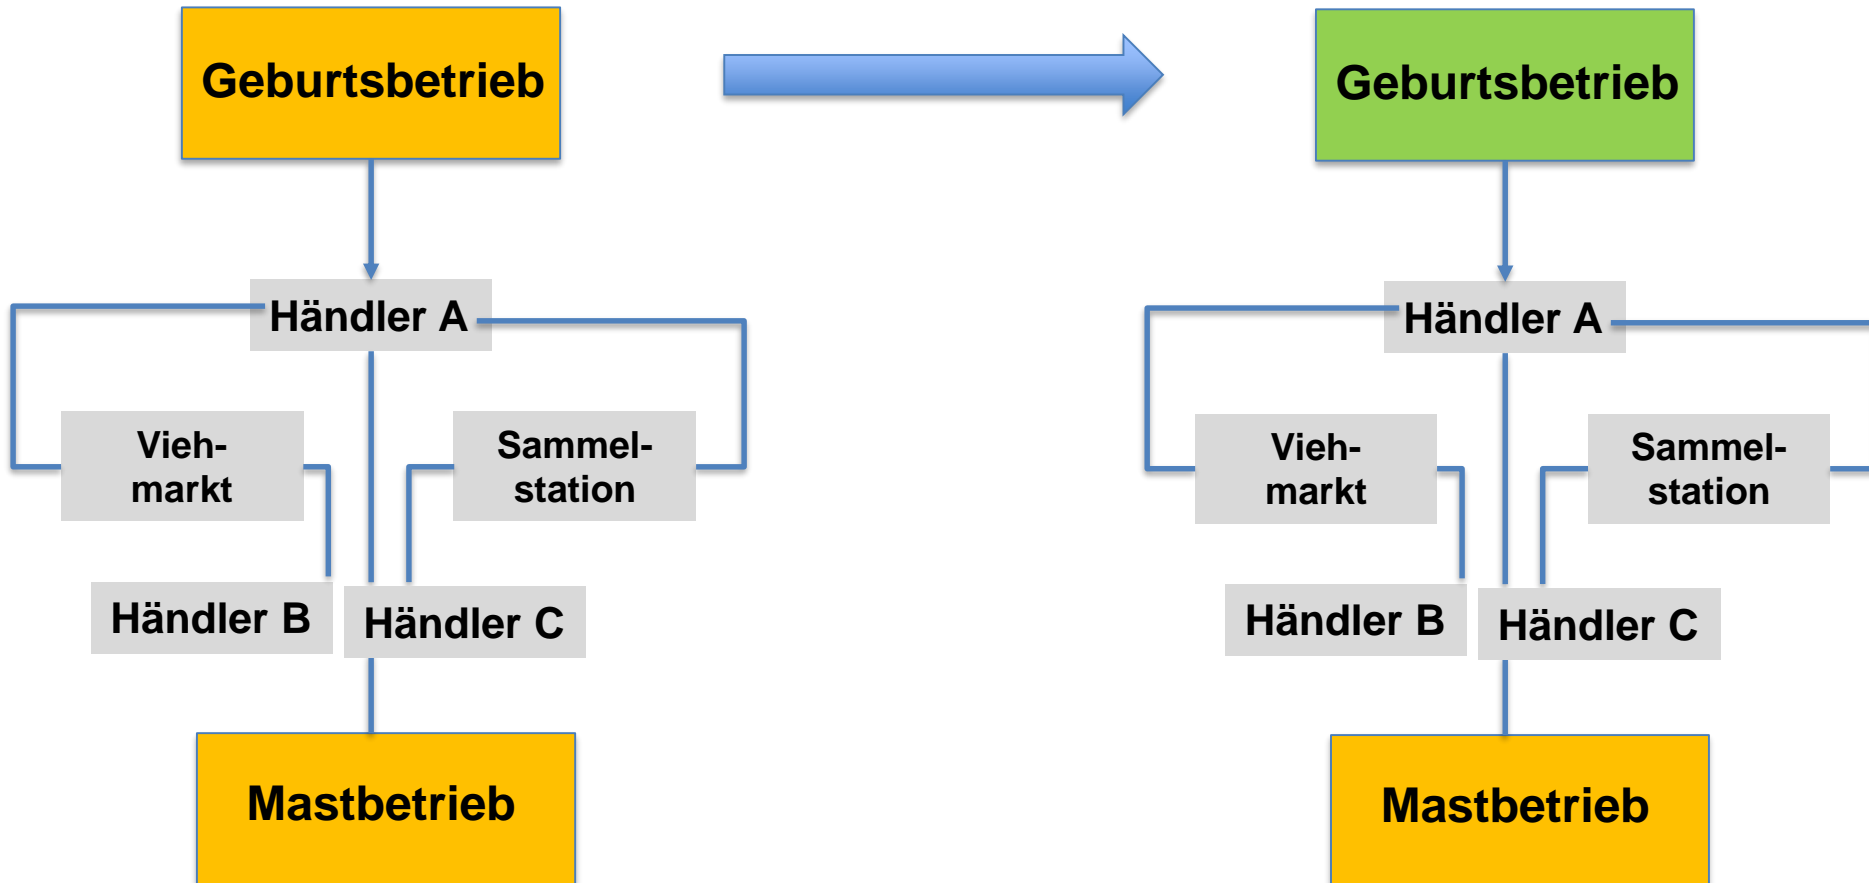 Geburtsbetrieb
Händler A
Vieh-
markt
Sammel-
station
Händler B
Händler C
Mastbetrieb
Geburtsbetrieb
Händler A
Vieh-
markt
Sammel-
station
Händler B
Händler C
Mastbetrieb